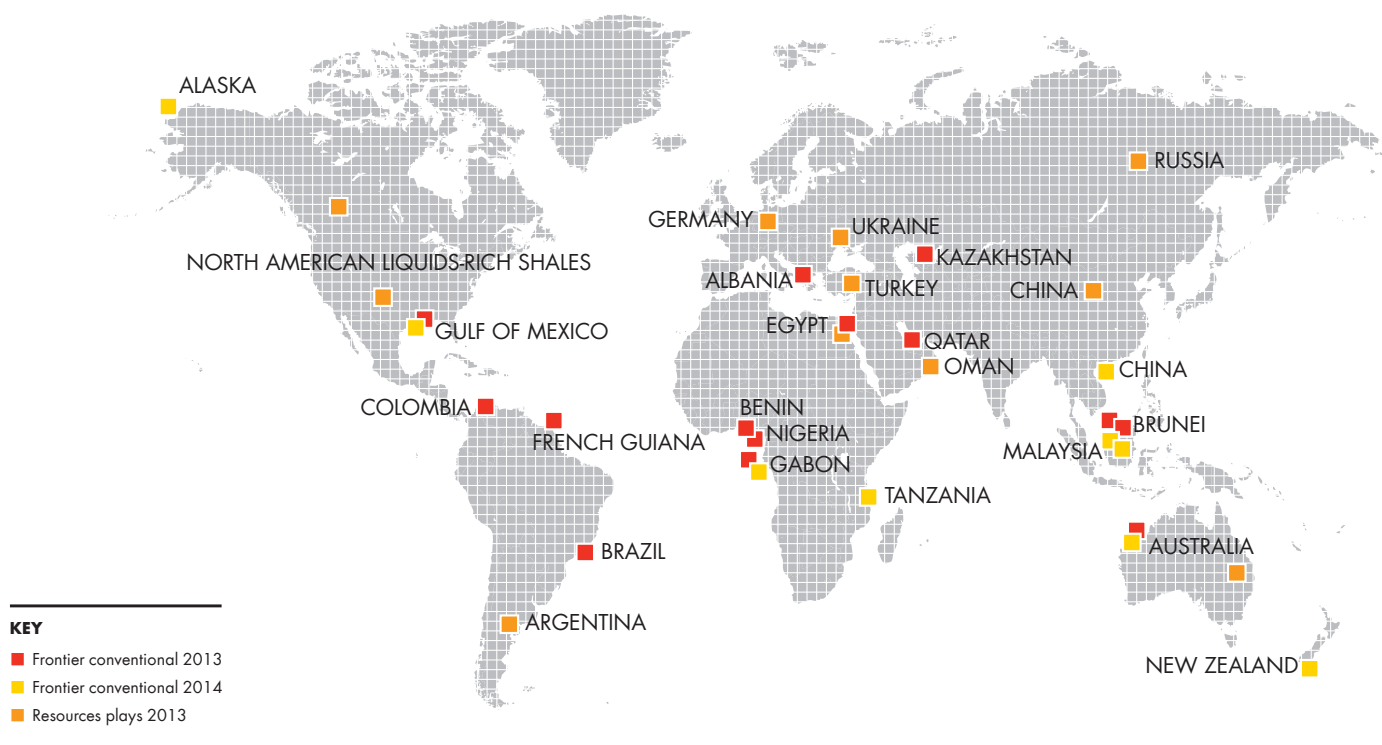 ALASKA
RUSSIA
GERMANY
UKRAINE
KAZAKHSTAN
NORTH AMERICAN LIQUIDS-RICH SHALES
ALBANIA
TURKEY
CHINA
EGYPT
GULF OF MEXICO
QATAR
OMAN
CHINA
COLOMBIA
BENIN
FRENCH GUIANA
NIGERIA
BRUNEI
MALAYSIA
GABON
TANZANIA
BRAZIL
AUSTRALIA
ARGENTINA
NEW ZEALAND
KEY
Frontier conventional 2013
Frontier conventional 2014
Resources plays 2013